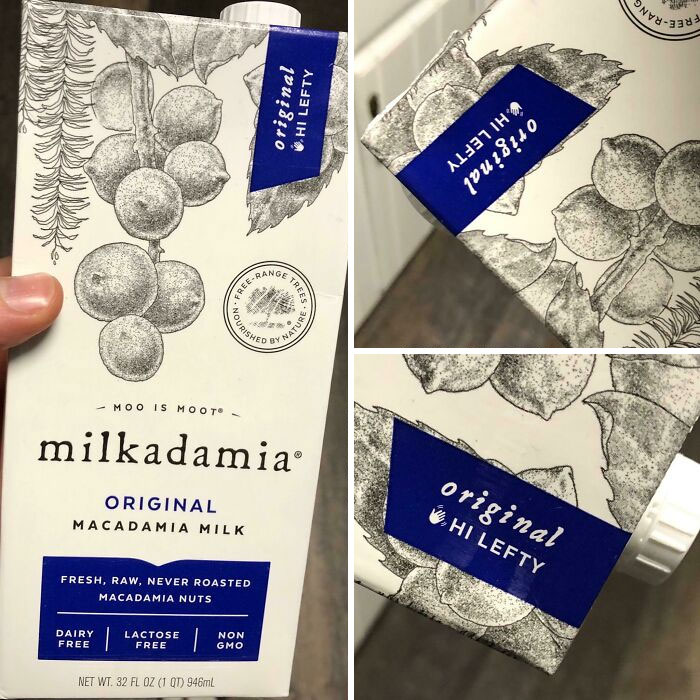 original
HI LEFTY
FREE-RANGE TREES
NOURISHED BY NATURE
MOO IS MOOT®
milkadamia®
ORIGINAL
MACADAMIA MILK
FRESH, RAW, NEVER ROASTED
MACADAMIA NUTS
DAIRY FREE | LACTOSE FREE | NON GMO
NET WT. 32 FL OZ (1 QT) 946mL
FREE-RANG
original
HI LEFTY
original
HI LEFTY